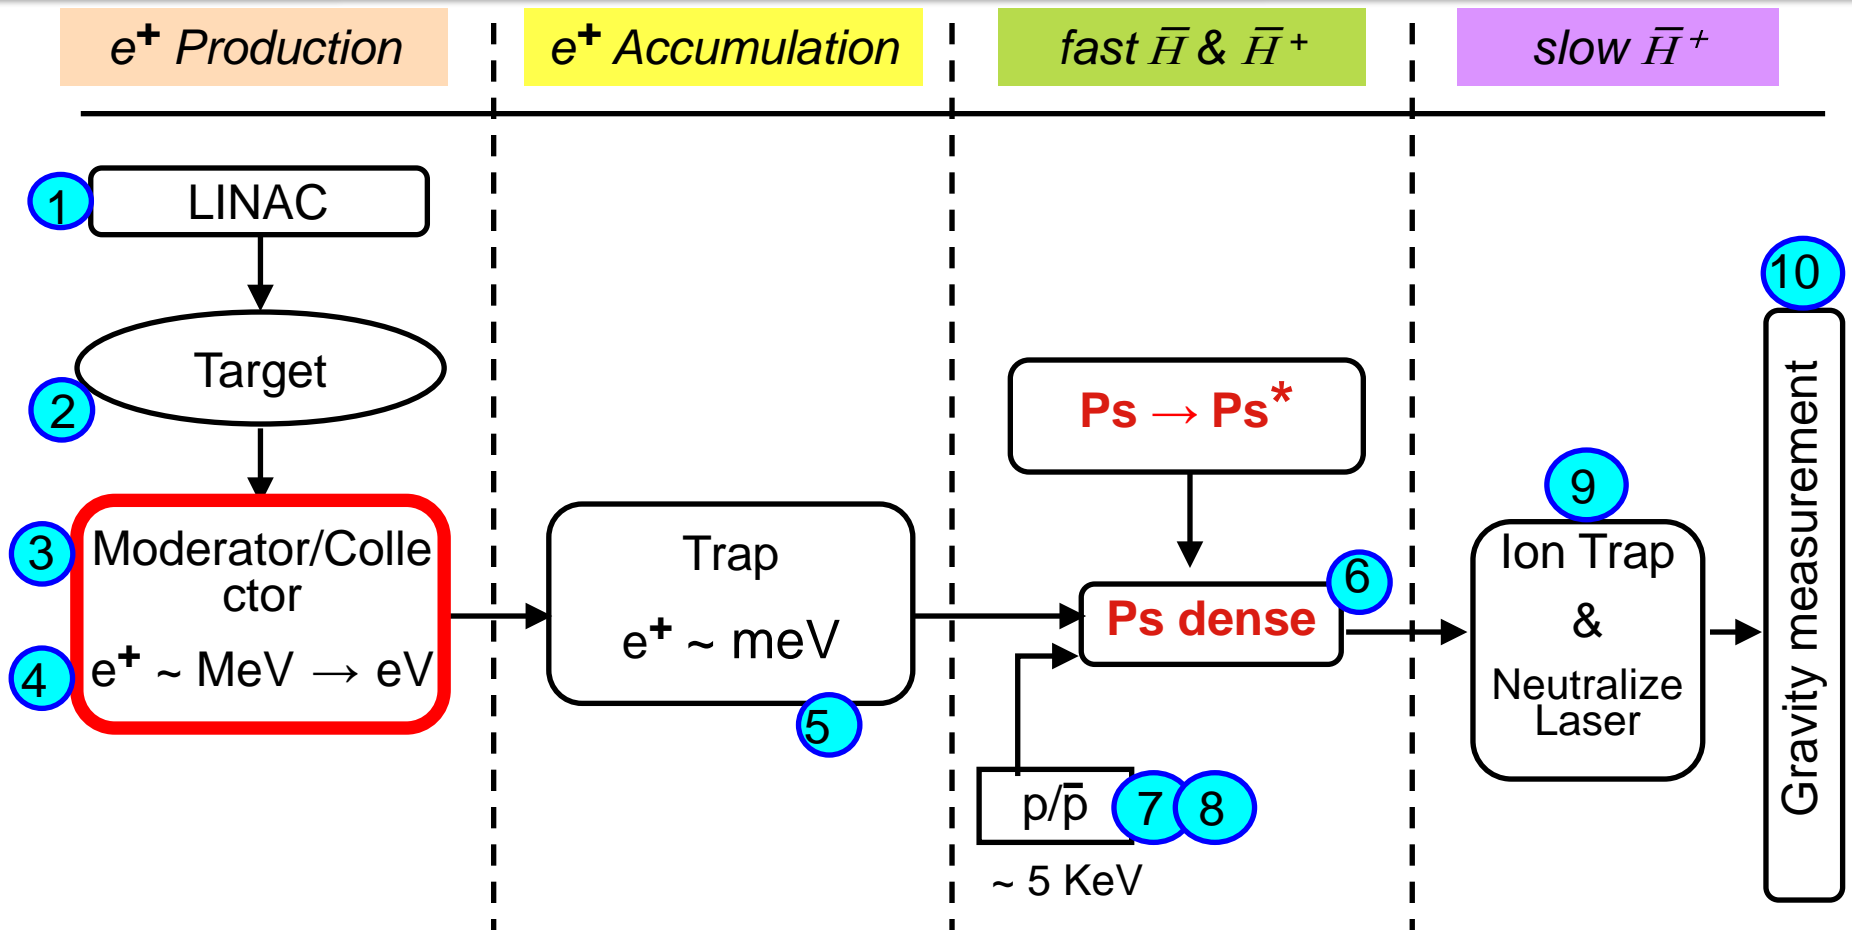 e+ Production
e+ Accumulation
fast H̅ & H̅ +
slow H̅ +
1
LINAC
2
Target
3
Moderator/Colle
ctor
4
e+ ~ MeV → eV
Trap
e+ ~ meV
5
Ps → Ps*
Ps dense
6
p/p̅
7
8
~ 5 KeV
9
Ion Trap
&
Neutralize
Laser
10
Gravity measurement